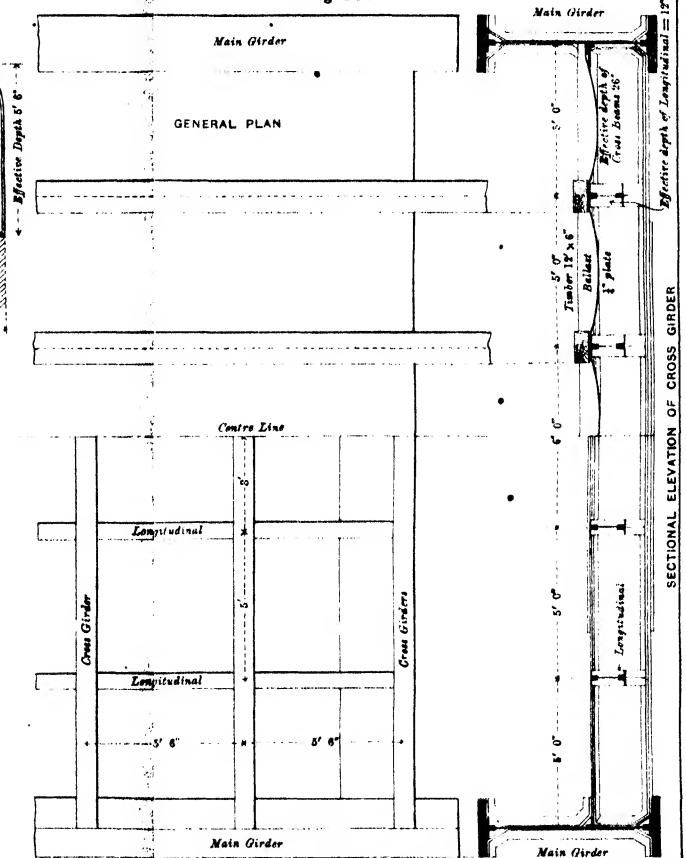 Main Girder
Main Girder
GENERAL PLAN
Effective Depth 5' 6"
5' 0"
Effective depth of
Cross Beams 26"
Effective depth of Longitudinal = 12"
5' 0"
Timber 12" x 6"
Ballast
¼" plate
Centre Line
6' 0"
3'
Longitudinal
SECTIONAL ELEVATION OF CROSS GIRDER
Cross Girder
5'
Cross Girders
5' 0"
Longitudinal
Longitudinal
5' 6"
5' 6"
5' 0"
Main Girder
Main Girder